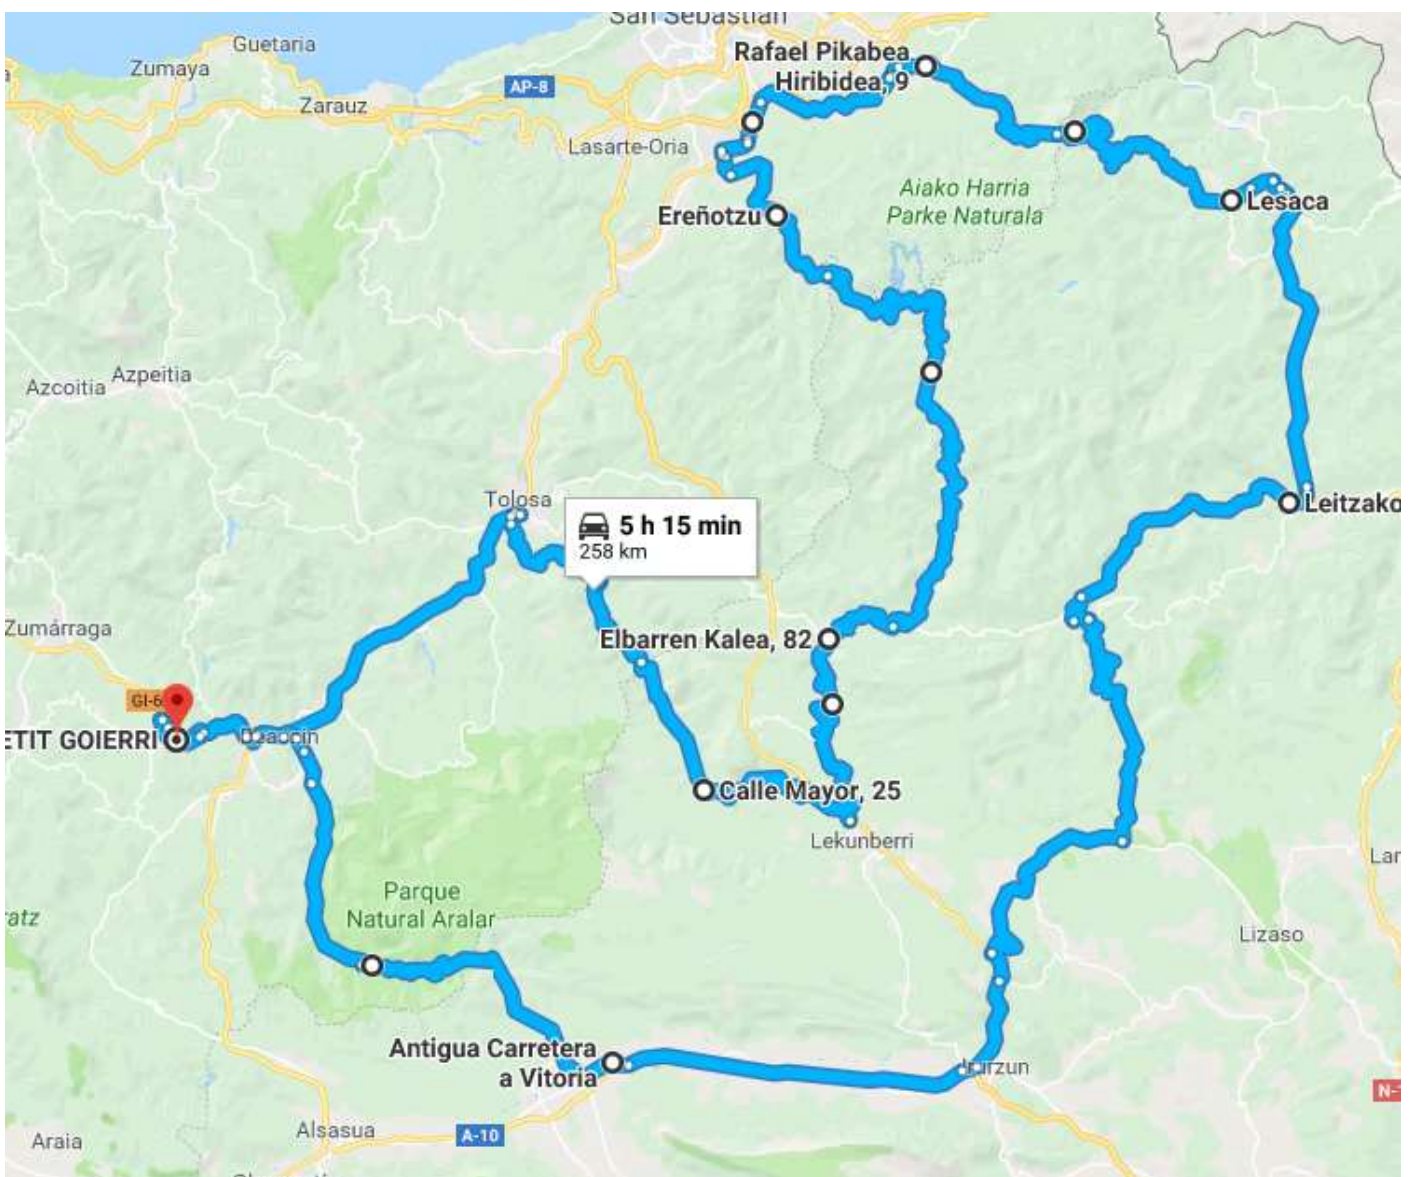 San Sebastián
Guetaria
Zumaya
Zarauz
AP-8
Rafael Pikabea
Hiribidea, 9
Lasarte-Oria
Aiako Harria
Parke Naturala
Lesaca
Ereñotzu
Azpeitia
Azcoitia
Tolosa
5 h 15 min
258 km
Leitzako
Zumárraga
Elbarren Kalea, 82
GI-6
ETIT GOIERRI
Calle Mayor, 25
Lekunberri
Lar
Parque
Natural Aralar
ratz
Lizaso
Antigua Carretera
a Vitoria
Irurzun
N-1
Alsasua
A-10
Araia